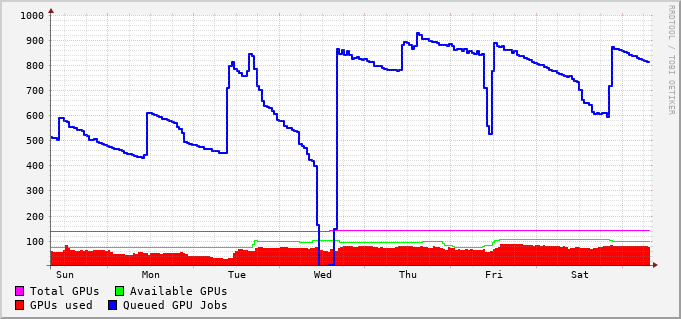 1000
900
800
700
600
500
400
300
200
100
Sun Mon Tue Wed Thu Fri Sat
Total GPUs Available GPUs
GPUs used Queued GPU Jobs
RRDTOOL / TOBI OETIKER